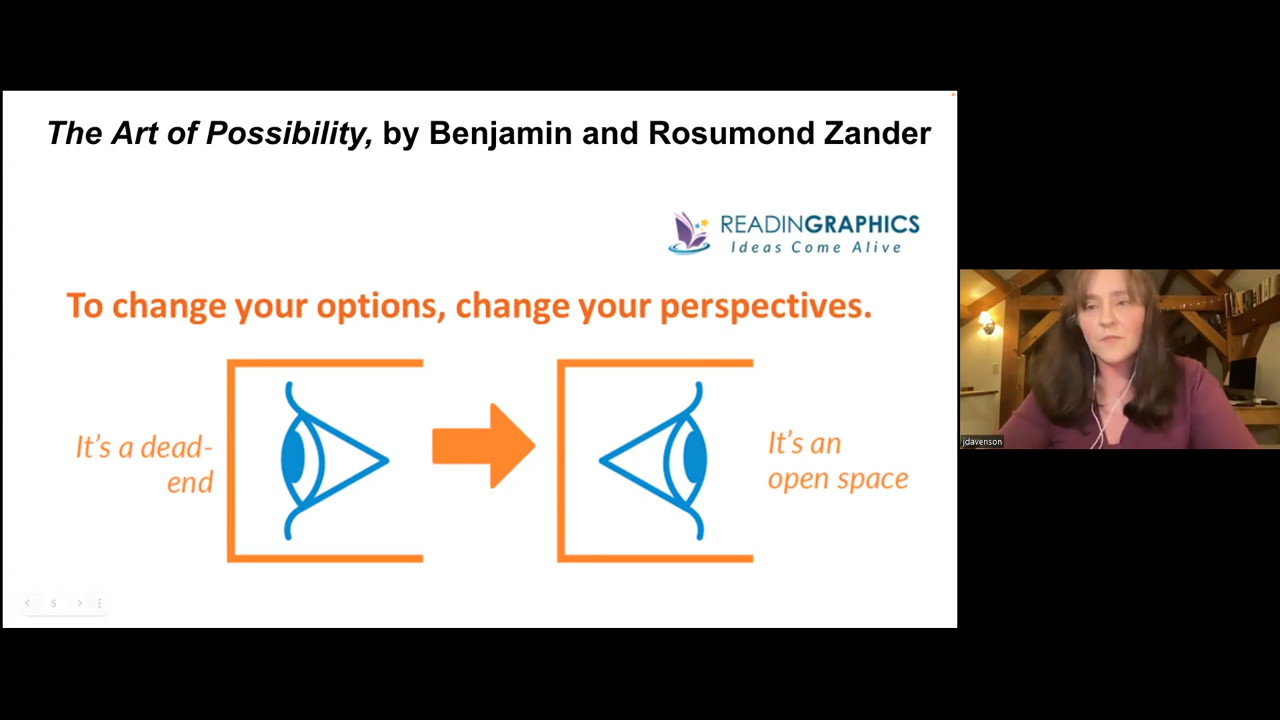 The Art of Possibility, by Benjamin and Rosumond Zander
READINGRAPHICS
Ideas Come Alive
To change your options, change your perspectives.
It's a dead-
end
It's an
open space
5
jdavenson